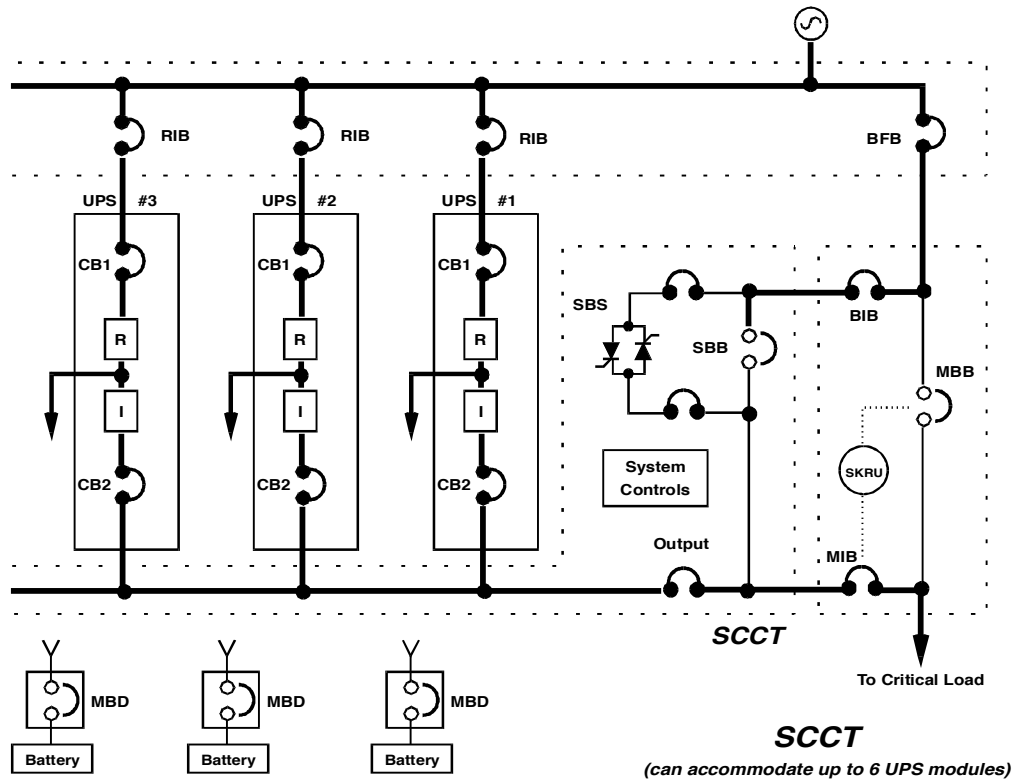 RIB
RIB
RIB
BFB
UPS #3
UPS #2
UPS #1
CB1
CB1
CB1
SBS
BIB
R
R
R
SBB
MBB
I
I
I
System
Controls
SKRU
CB2
CB2
CB2
Output
MIB
SCCT
To Critical Load
MBD
MBD
MBD
Battery
Battery
Battery
SCCT
(can accommodate up to 6 UPS modules)